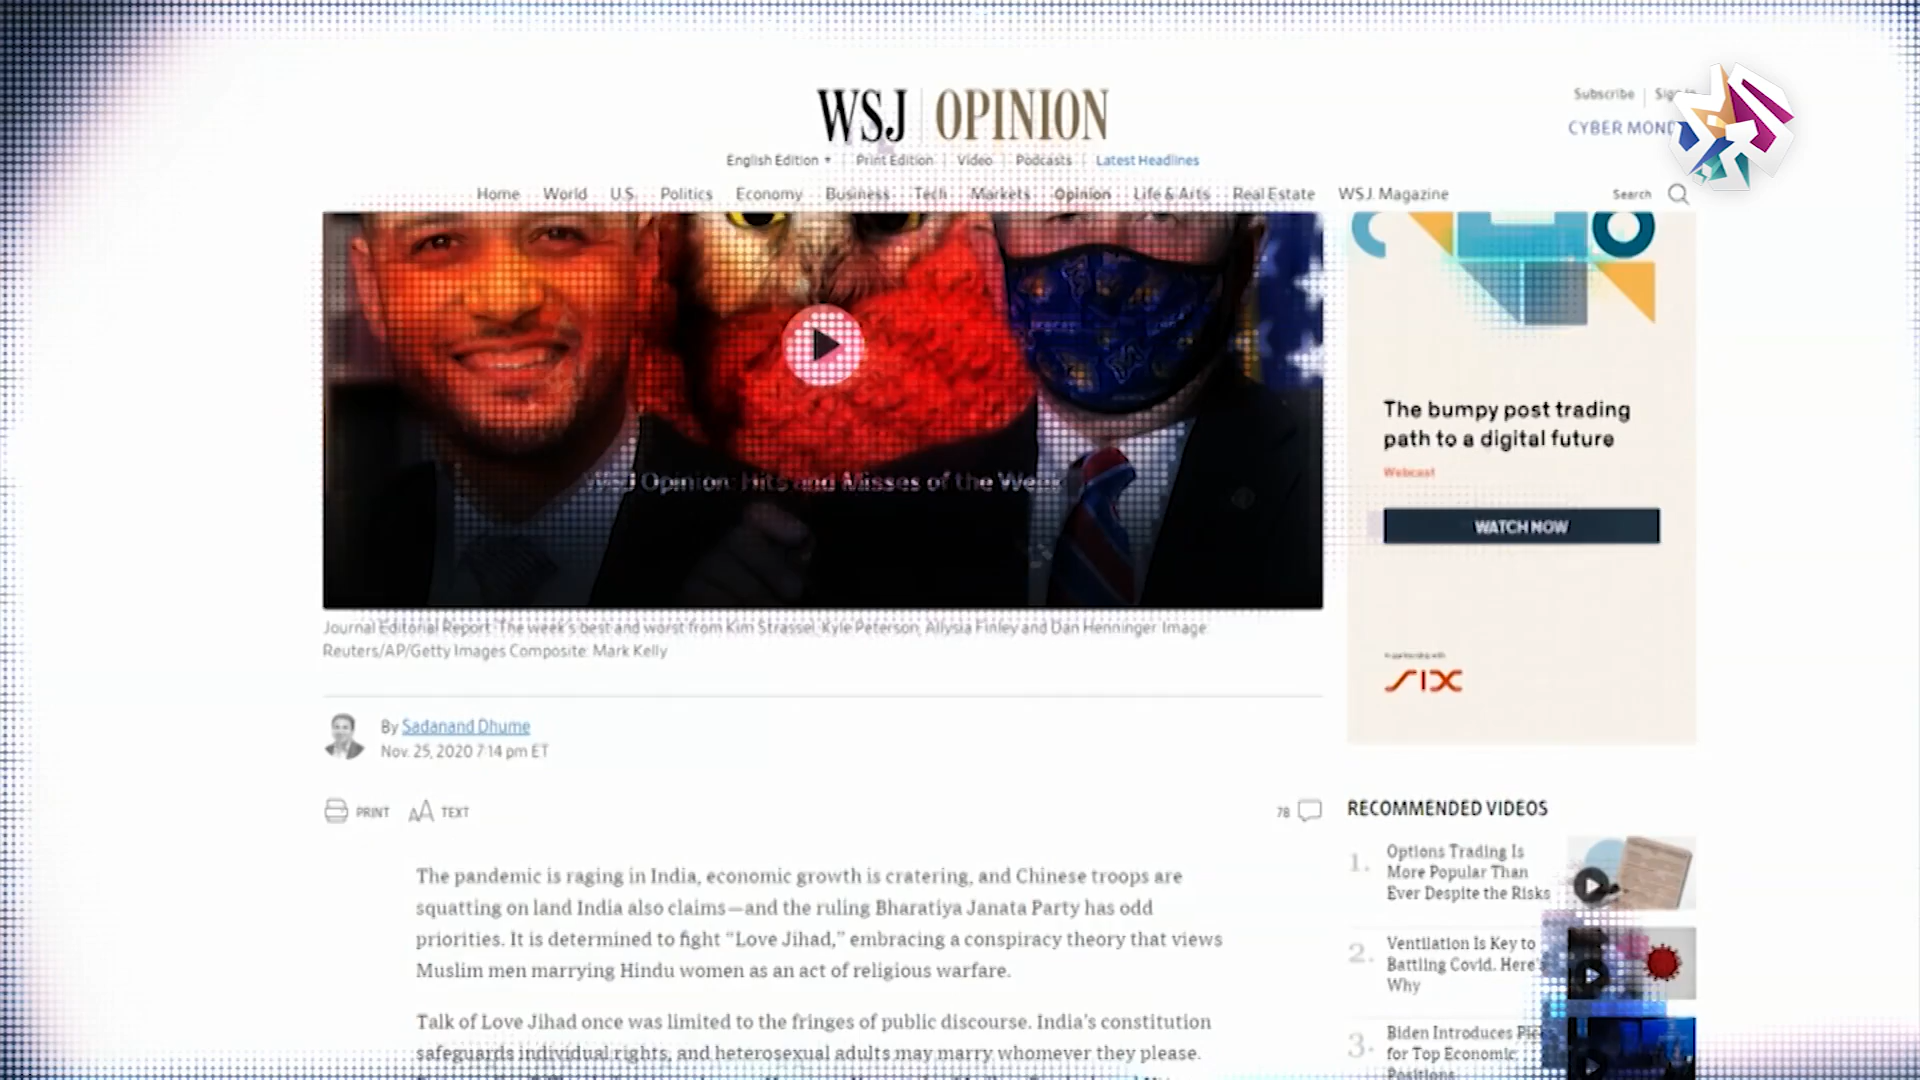 WSJ OPINION
Subscribe
CYBER
English Edition Print Edition Video Podcasts Latest Headlines
Home World U.S. Politics Economy Business Tech Markets Opinion Life & Arts Real Estate WSJ. Magazine
Search
WSJ Opinion: Hits and Misses of the Week
Journal Editorial Report: The week's best and worst from Kim Strassel, Kyle Peterson, Allysia Finley and Dan Henninger. Image:
Reuters/AP/Getty Images Composite: Mark Kelly
By Sadanand Dhume
Nov. 25, 2020 7:14 pm ET
PRINT TEXT
78
The pandemic is raging in India, economic growth is cratering, and Chinese troops are
squatting on land India also claims—and the ruling Bharatiya Janata Party has odd
priorities. It is determined to fight “Love Jihad,” embracing a conspiracy theory that views
Muslim men marrying Hindu women as an act of religious warfare.
Talk of Love Jihad once was limited to the fringes of public discourse. India's constitution
safeguards individual rights, and heterosexual adults may marry whomever they please.
The bumpy post trading
path to a digital future
Webcast
WATCH NOW
SIX
RECOMMENDED VIDEOS
1. Options Trading Is
More Popular Than
Ever Despite the Risks
2. Ventilation Is Key to
Battling Covid. Here's
Why
3. Biden Introduces
for Top Economic
Positions